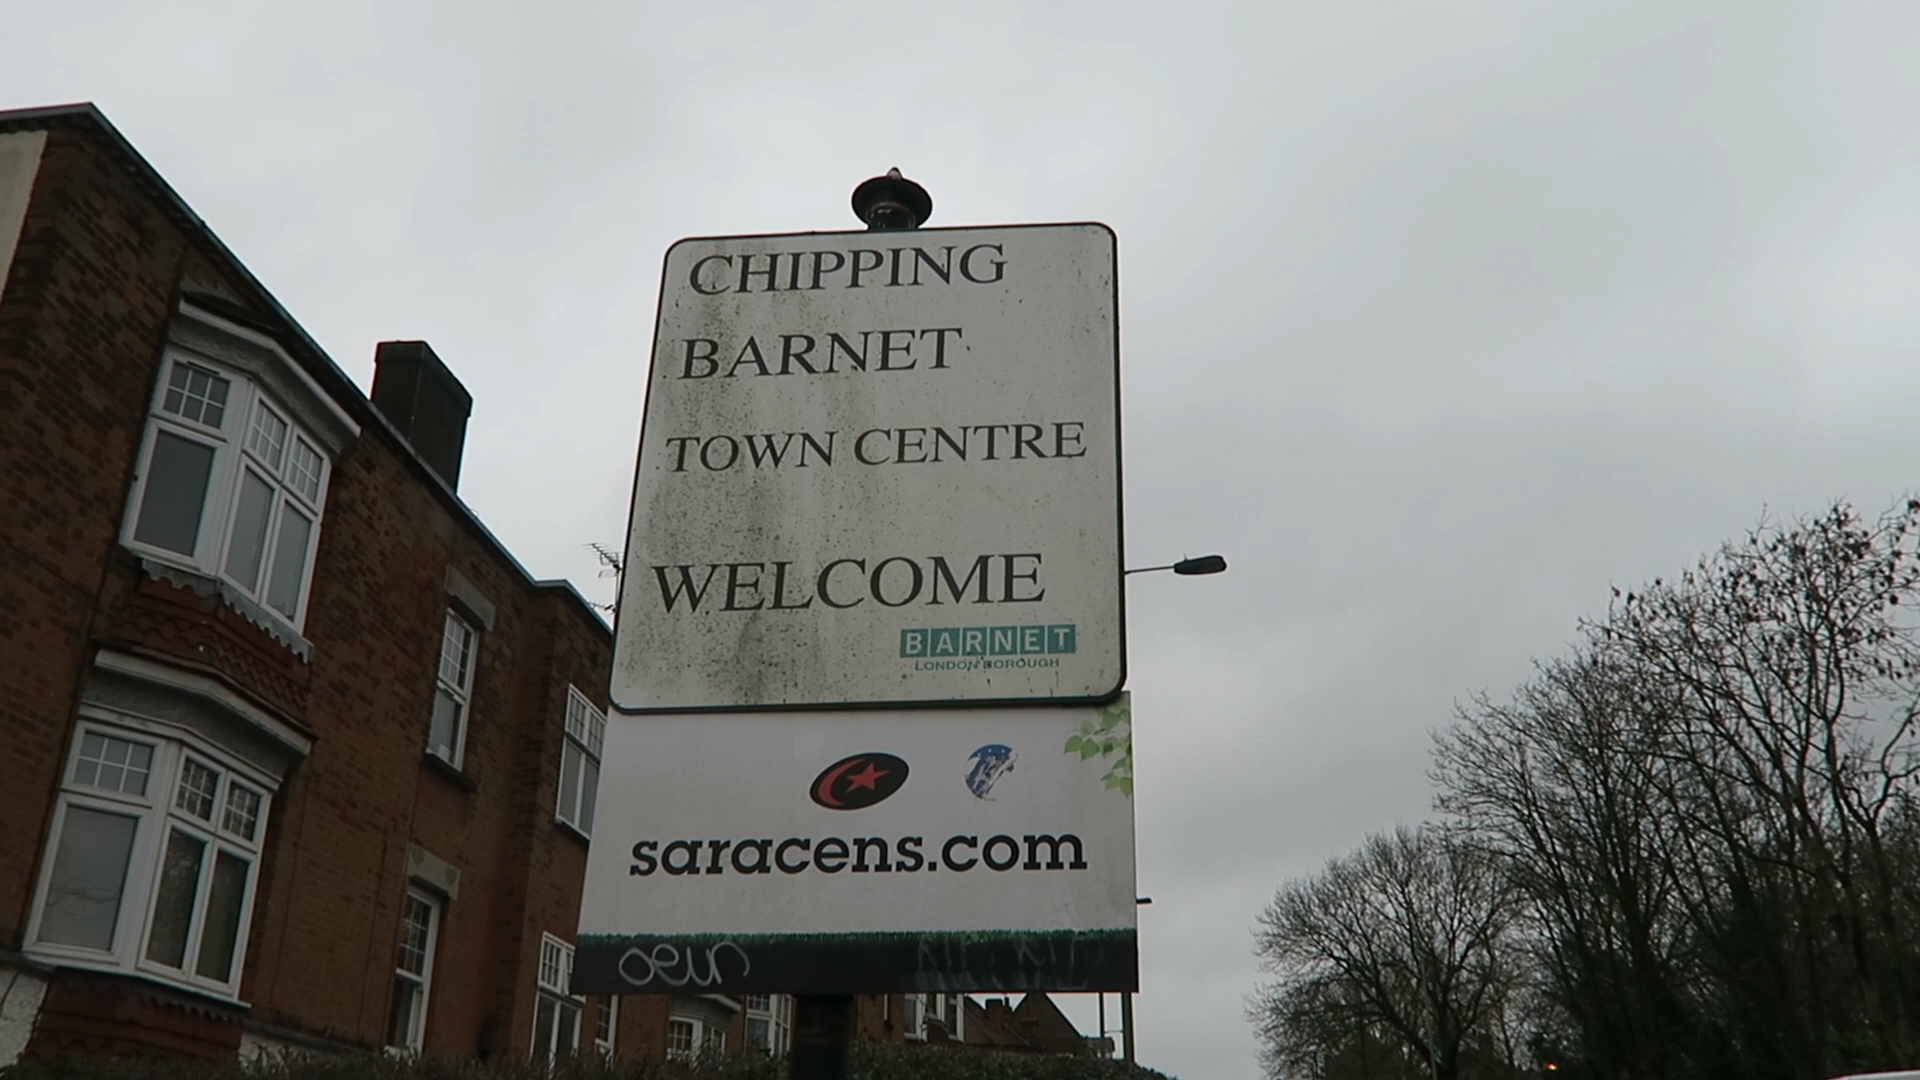 CHIPPING
BARNET
TOWN CENTRE
WELCOME
BARNET
LONDON BOROUGH
saracens.com